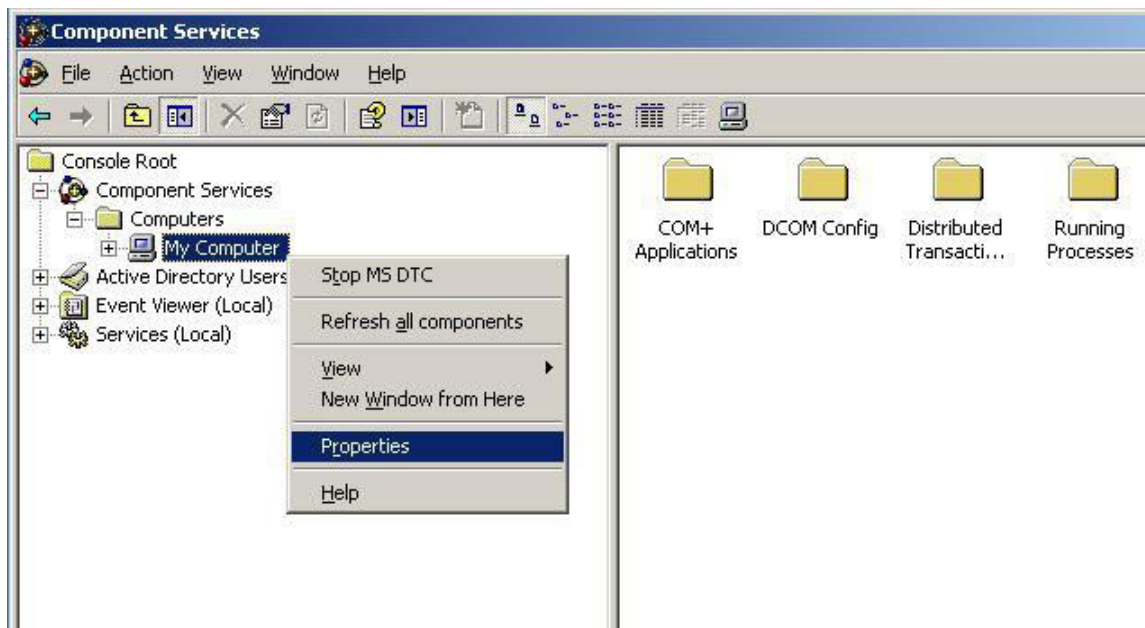 Component Services
File Action View Window Help
Console Root
Component Services
Computers
My Computer
Active Directory Users
Event Viewer (Local)
Services (Local)
Stop MS DTC
Refresh all components
View
New Window from Here
Properties
Help
COM+
Applications
DCOM Config
Distributed
Transacti...
Running
Processes